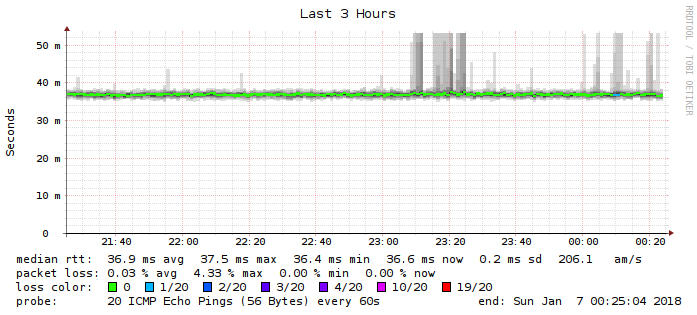 Last 3 Hours
RRDTOOL / TOBI OETIKER
Seconds
50 m
40 m
30 m
20 m
10 m
0
21:40 22:00 22:20 22:40 23:00 23:20 23:40 00:00 00:20
median rtt: 36.9 ms avg 37.5 ms max 36.4 ms min 36.6 ms now 0.2 ms sd 206.1 am/s
packet loss: 0.03 % avg 4.33 % max 0.00 % min 0.00 % now
loss color: 0 1/20 2/20 3/20 4/20 10/20 19/20
probe: 20 ICMP Echo Pings (56 Bytes) every 60s end: Sun Jan 7 00:25:04 2018